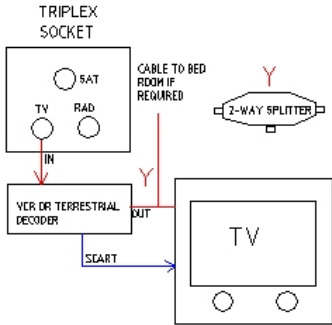 TRIPLEX
SOCKET
SAT
TV
RAD
IN
CABLE TO BED
ROOM IF
REQUIRED
Y
2-WAY SPLITTER
Y
VCR OR TERRESTRIAL
DECODER
OUT
SCART
TV